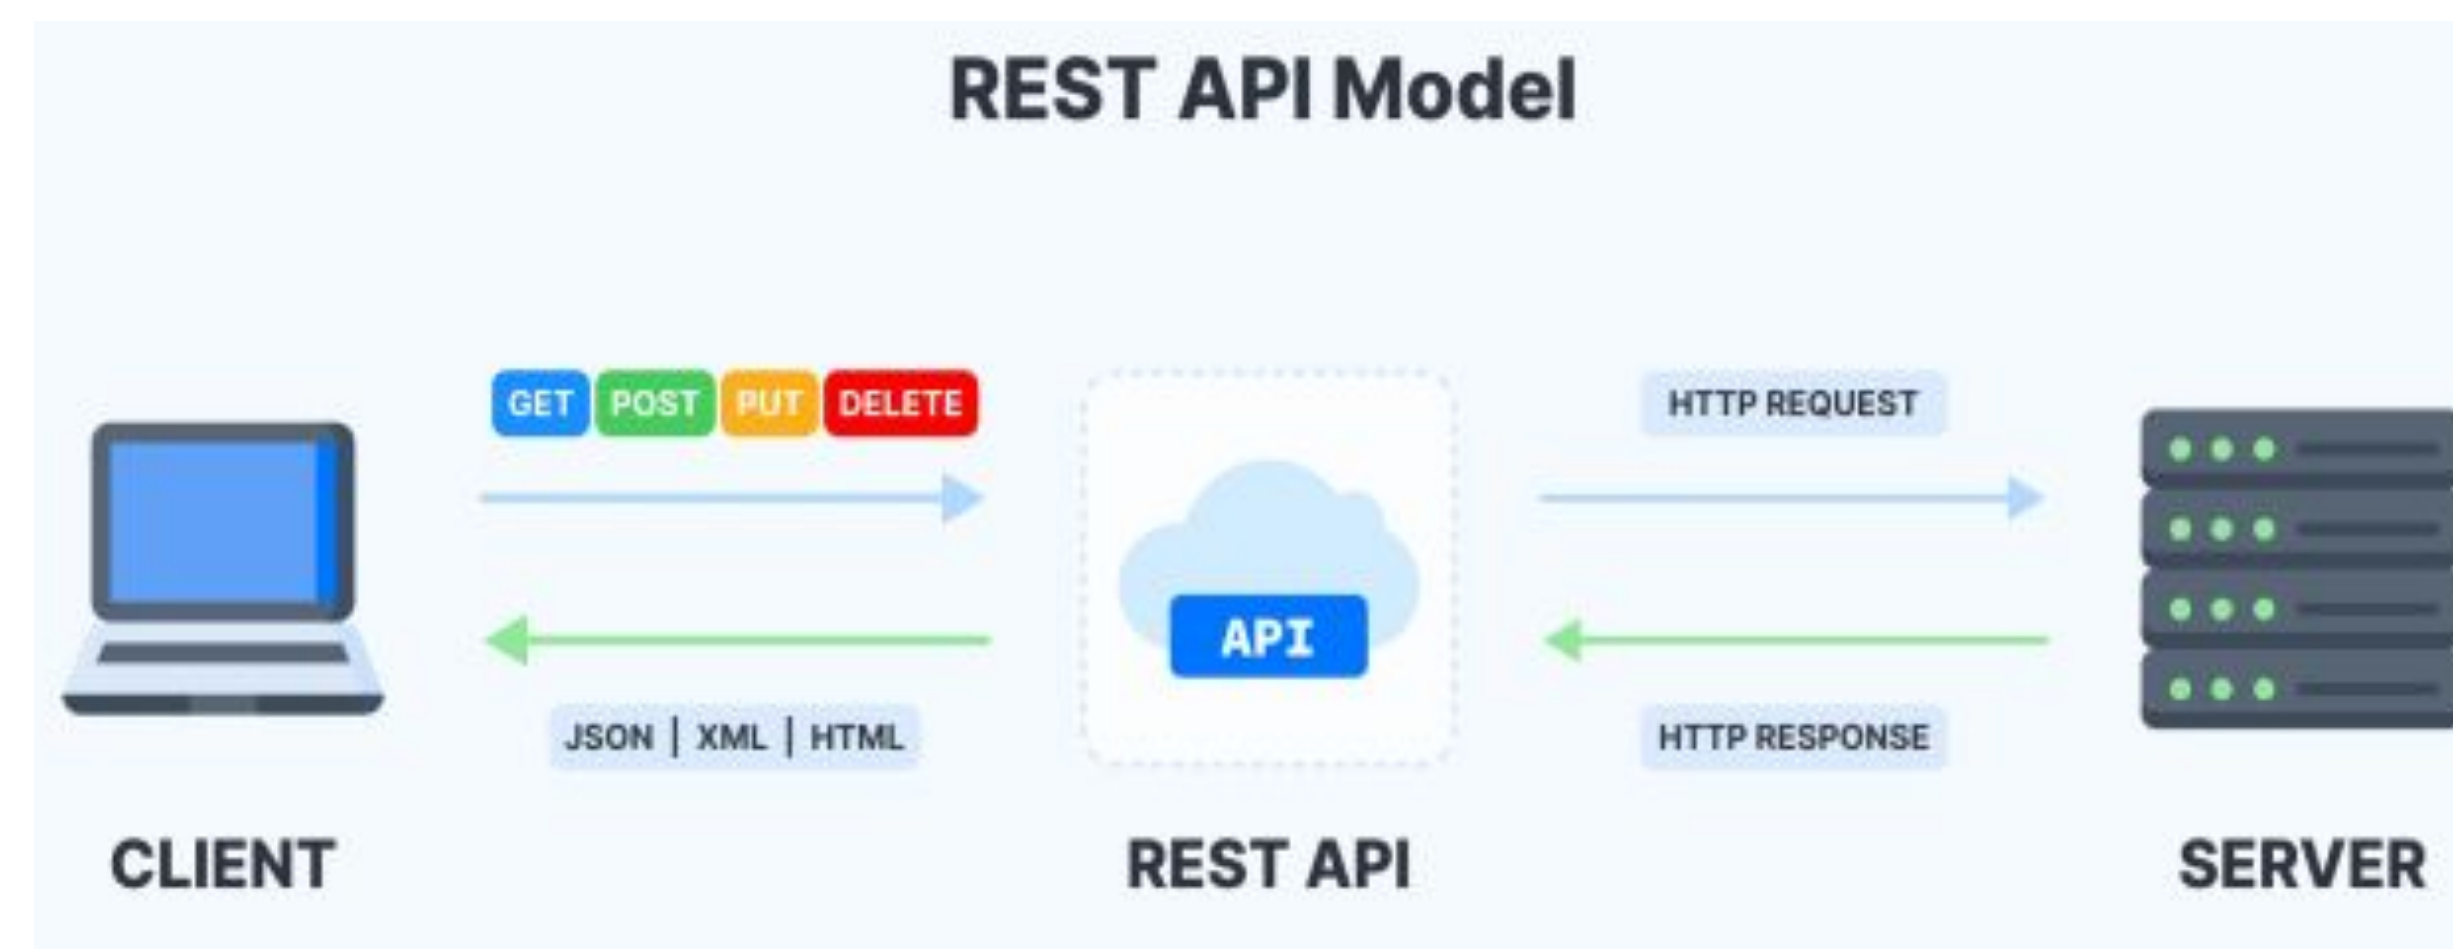 REST API Model
GET POST PUT DELETE
HTTP REQUEST
API
JSON | XML | HTML
HTTP RESPONSE
CLIENT
REST API
SERVER